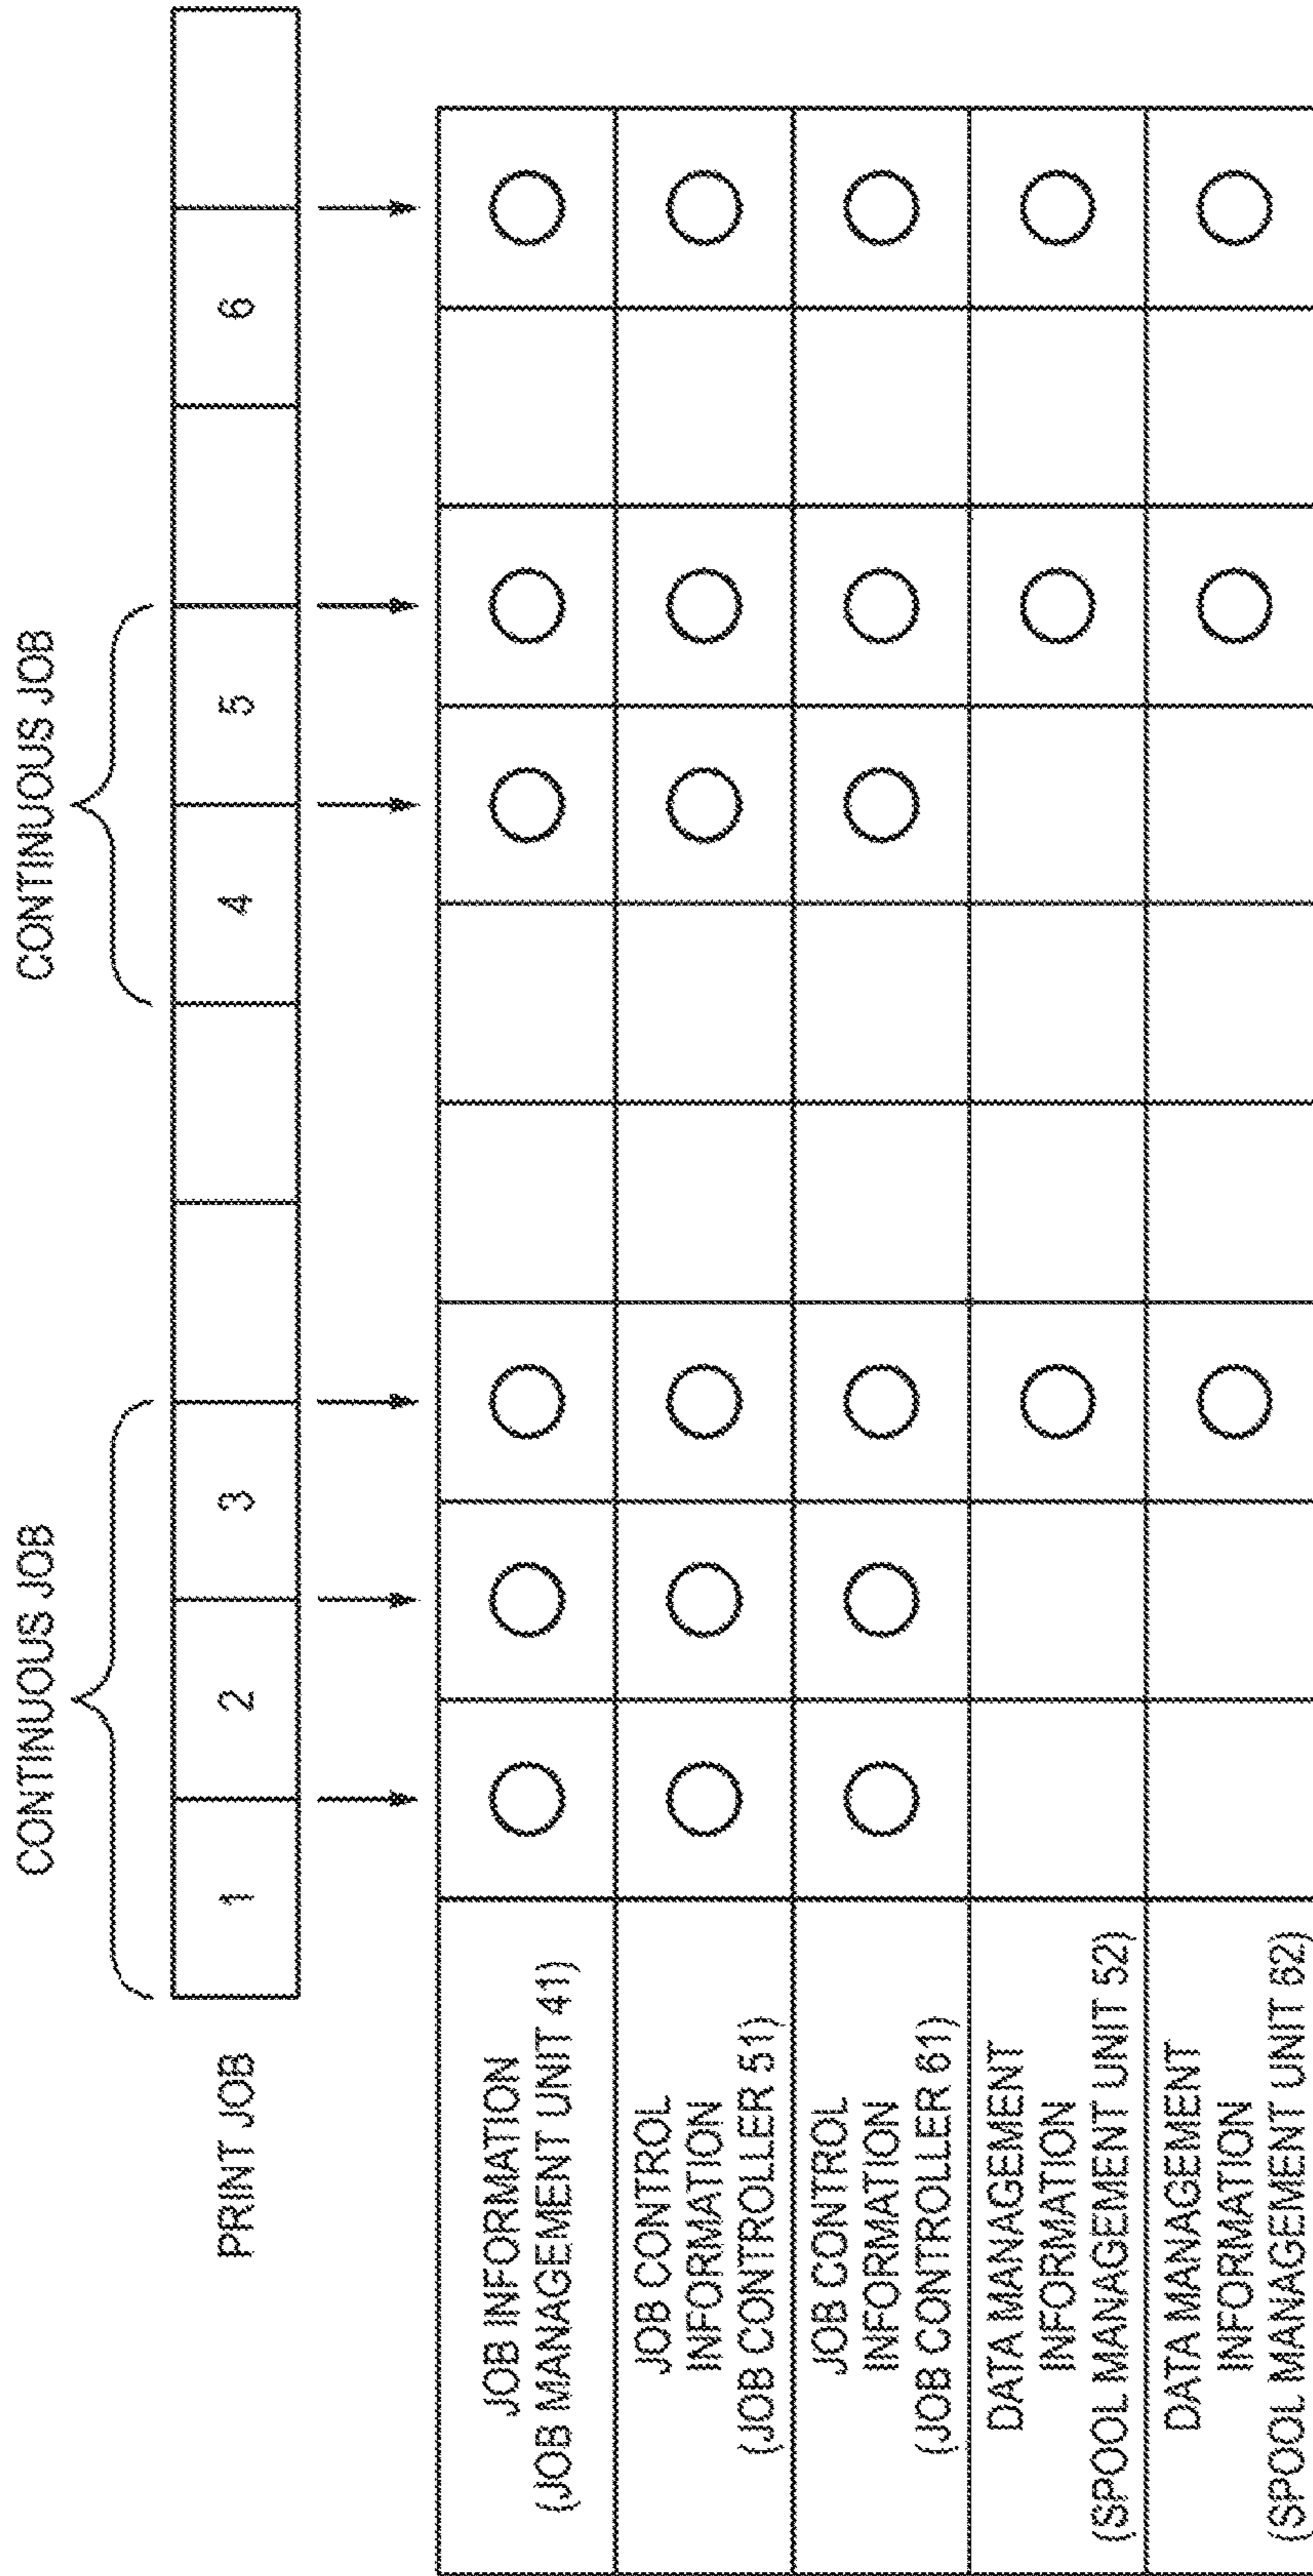 CONTINUOUS JOB
CONTINUOUS JOB
PRINT JOB
1
2
3
4
5
6
JOB INFORMATION
(JOB MANAGEMENT UNIT 41)
JOB CONTROL
INFORMATION
(JOB CONTROLLER 51)
JOB CONTROL
INFORMATION
(JOB CONTROLLER 61)
DATA MANAGEMENT
INFORMATION
(SPOOL MANAGEMENT UNIT 52)
DATA MANAGEMENT
INFORMATION
(SPOOL MANAGEMENT UNIT 62)